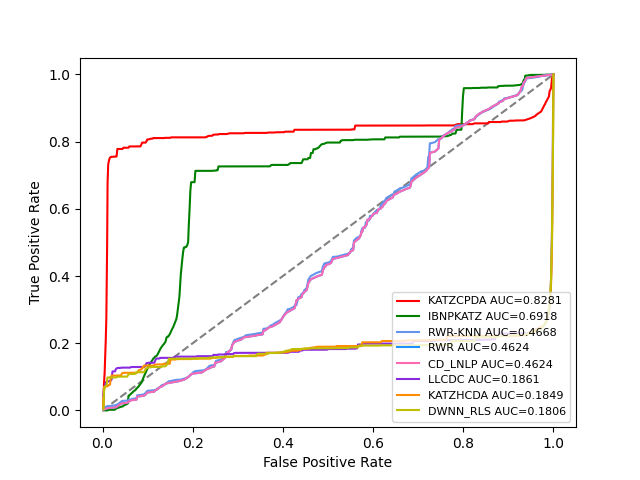 1.0
0.8
0.6
0.4
0.2
0.0
True Positive Rate
KATZCPDA AUC=0.8281
IBNPKATZ AUC=0.6918
RWR-KNN AUC=0.4668
RWR AUC=0.4624
CD_LNLP AUC=0.4624
LLCDC AUC=0.1861
KATZHCDA AUC=0.1849
DWNN_RLS AUC=0.1806
0.0 0.2 0.4 0.6 0.8 1.0
False Positive Rate